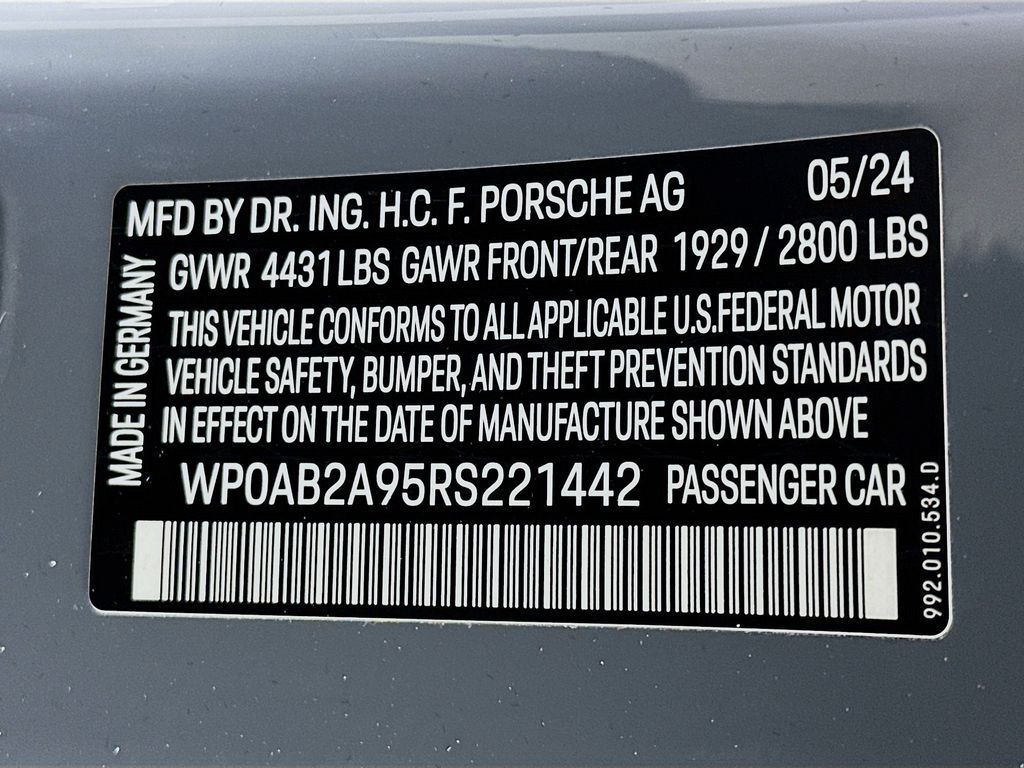 MFD BY DR. ING. H.C. F. PORSCHE AG 05/24
GVWR 4431 LBS GAWR FRONT/REAR 1929 / 2800 LBS
THIS VEHICLE CONFORMS TO ALL APPLICABLE U.S.FEDERAL MOTOR
VEHICLE SAFETY, BUMPER, AND THEFT PREVENTION STANDARDS
IN EFFECT ON THE DATE OF MANUFACTURE SHOWN ABOVE
WP0AB2A95RS221442 PASSENGER CAR
MADE IN GERMANY
992.010.534.D